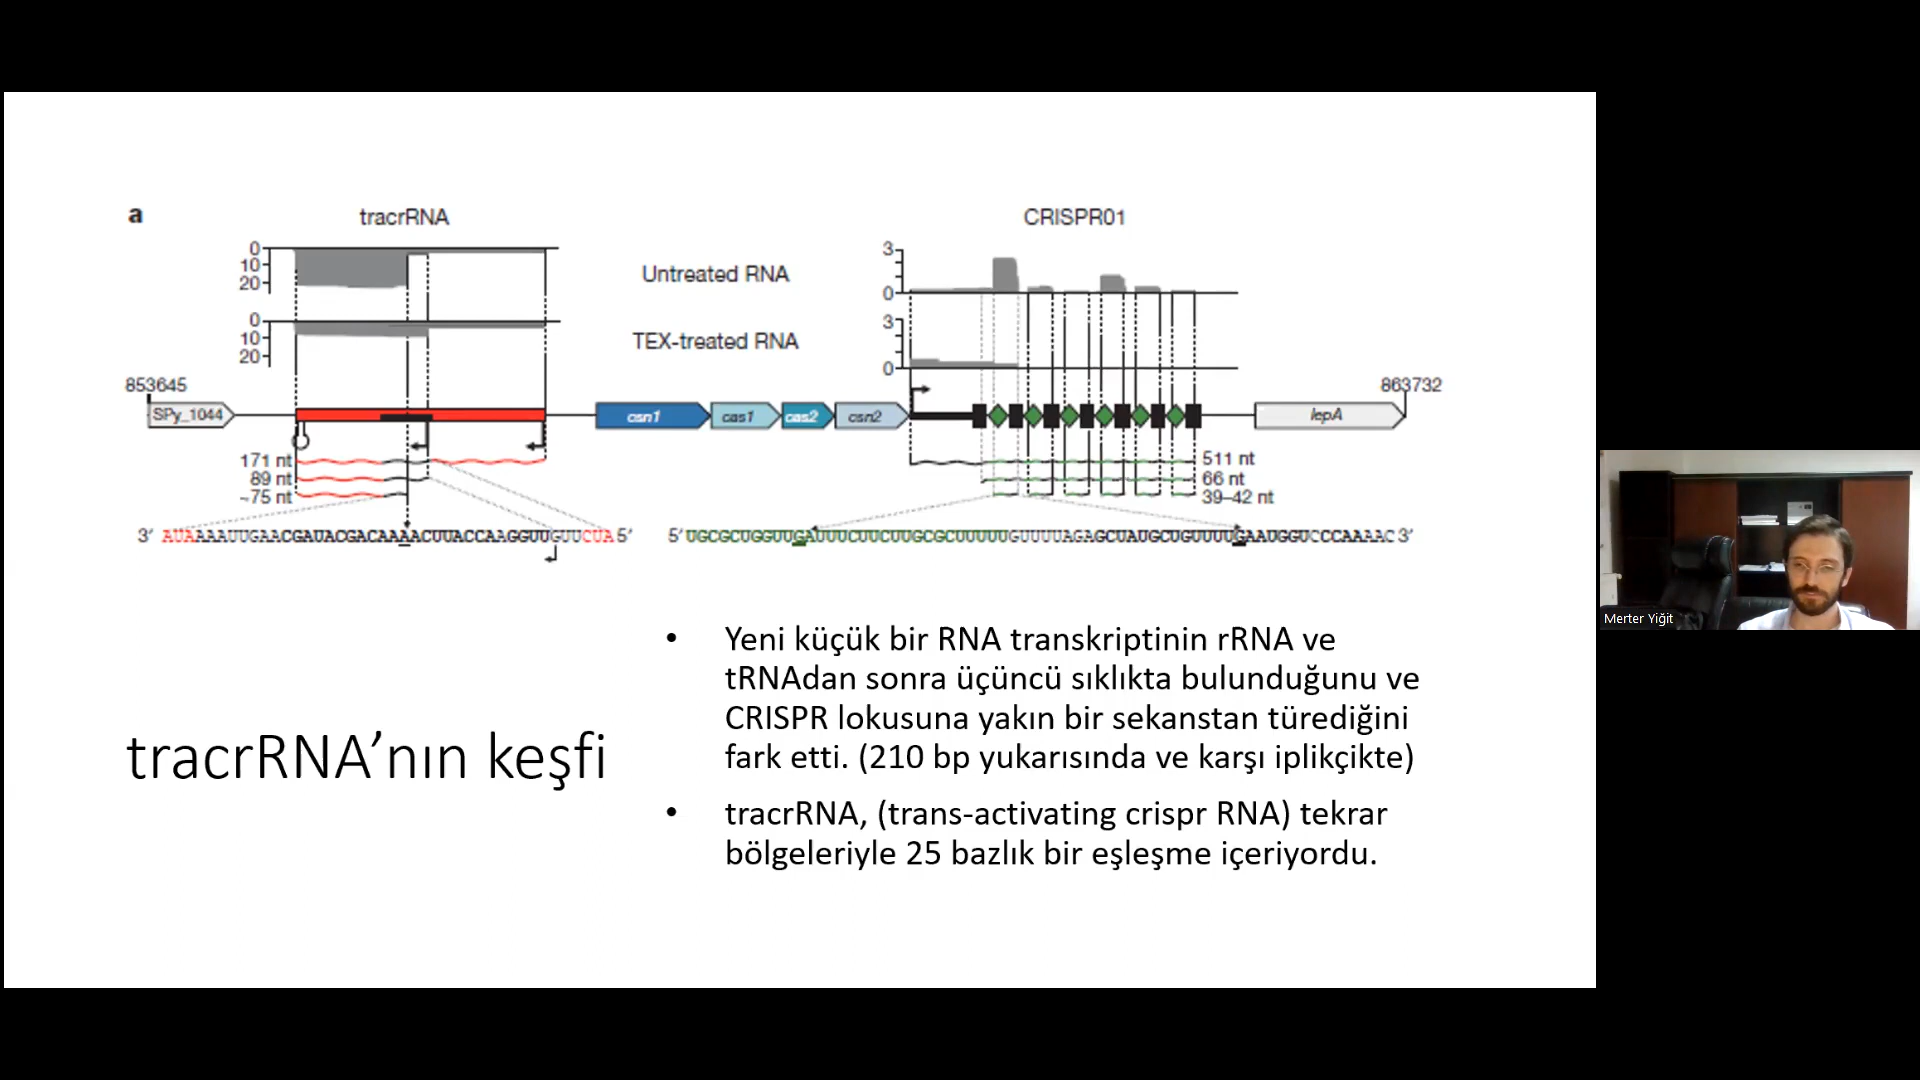 a
tracrRNA
CRISPR01
0
10
20
Untreated RNA
3
0
0
10
20
TEX-treated RNA
3
0
853645
863732
SPy_1044
csn1
cas1
cas2
csn2
lepA
171 nt
89 nt
~75 nt
511 nt
66 nt
39–42 nt
3′ AUAAAAUUGAACGAUACGACAAAACUUACCAAGGUUGUUCUA 5′
5′ UGCGCUGGUUGAUUUCUUCUUGCGCUUUUUGUUUUAGAGCUAUGCUGUUUUGAAUGGUCCCAAAAC 3′
tracrRNA’nın keşfi
• Yeni küçük bir RNA transkriptinin rRNA ve
tRNAdan sonra üçüncü sıklıkta bulunduğunu ve
CRISPR lokusuna yakın bir sekanstan türediğini
fark etti. (210 bp yukarısında ve karşı iplikçikte)
• tracrRNA, (trans-activating crispr RNA) tekrar
bölgeleriyle 25 bazlık bir eşleşme içeriyordu.
Merter Yiğit